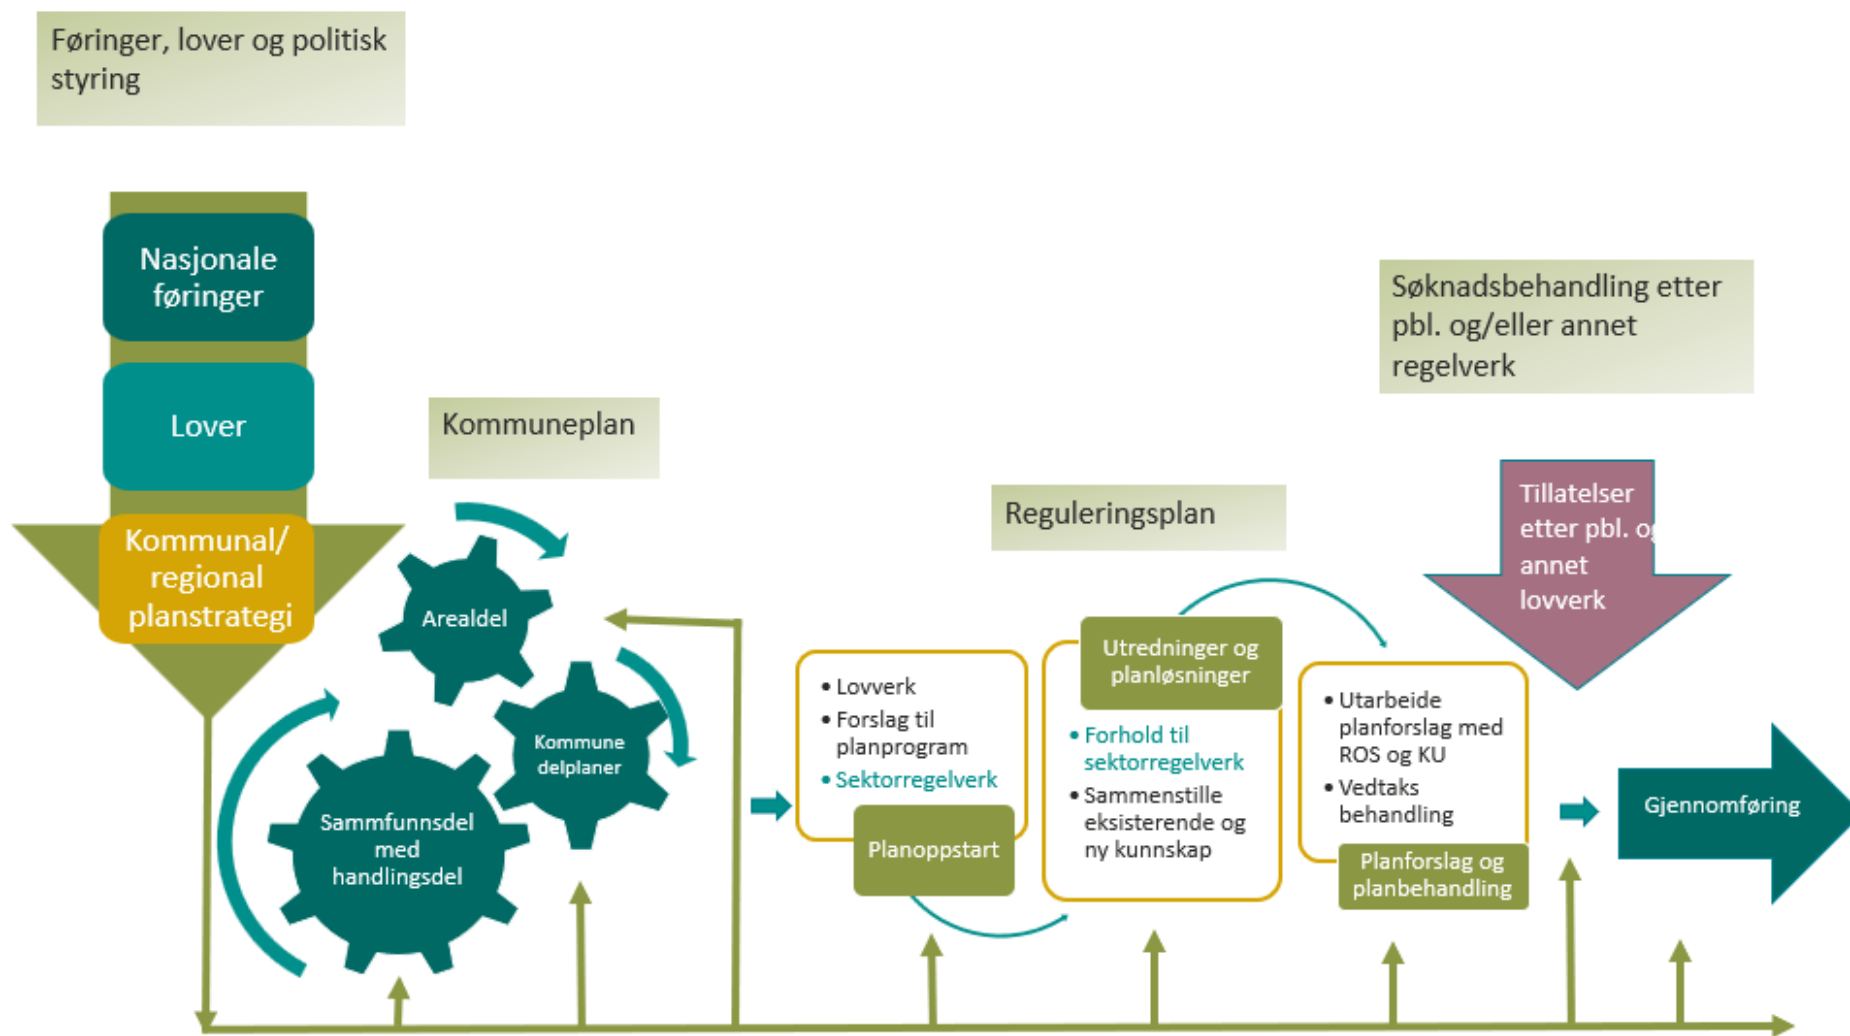 Føringer, lover og politisk
styring
Nasjonale
føringer
Lover
Kommunal/
regional
planstrategi
Kommuneplan
Arealdel
Kommune
delplaner
Sammfunnsdel
med
handlingsdel
Reguleringsplan
• Lovverk
• Forslag til
planprogram
• Sektorregelverk
Planoppstart
Utredninger og
planløsninger
• Forhold til
sektorregelverk
• Sammenstille
eksisterende og
ny kunnskap
• Utarbeide
planforslag med
ROS og KU
• Vedtaks
behandling
Planforslag og
planbehandling
Søknadsbehandling etter
pbl. og/eller annet
regelverk
Tillatelser
etter pbl. og
annet
lovverk
Gjennomføring